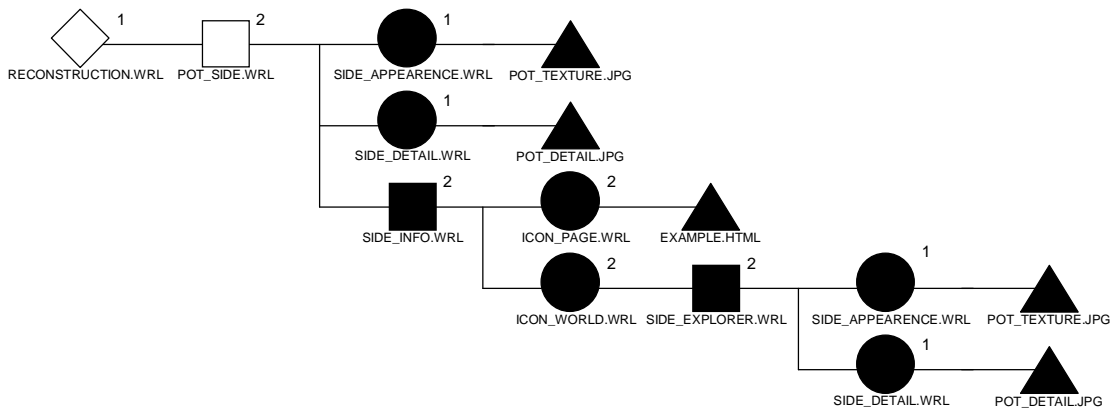 1
2
1
RECONSTRUCTION.WRL
POT_SIDE.WRL
SIDE_APPEARENCE.WRL
POT_TEXTURE.JPG
1
SIDE_DETAIL.WRL
POT_DETAIL.JPG
2
2
SIDE_INFO.WRL
ICON_PAGE.WRL
EXAMPLE.HTML
2
2
1
ICON_WORLD.WRL
SIDE_EXPLORER.WRL
SIDE_APPEARENCE.WRL
POT_TEXTURE.JPG
1
SIDE_DETAIL.WRL
POT_DETAIL.JPG